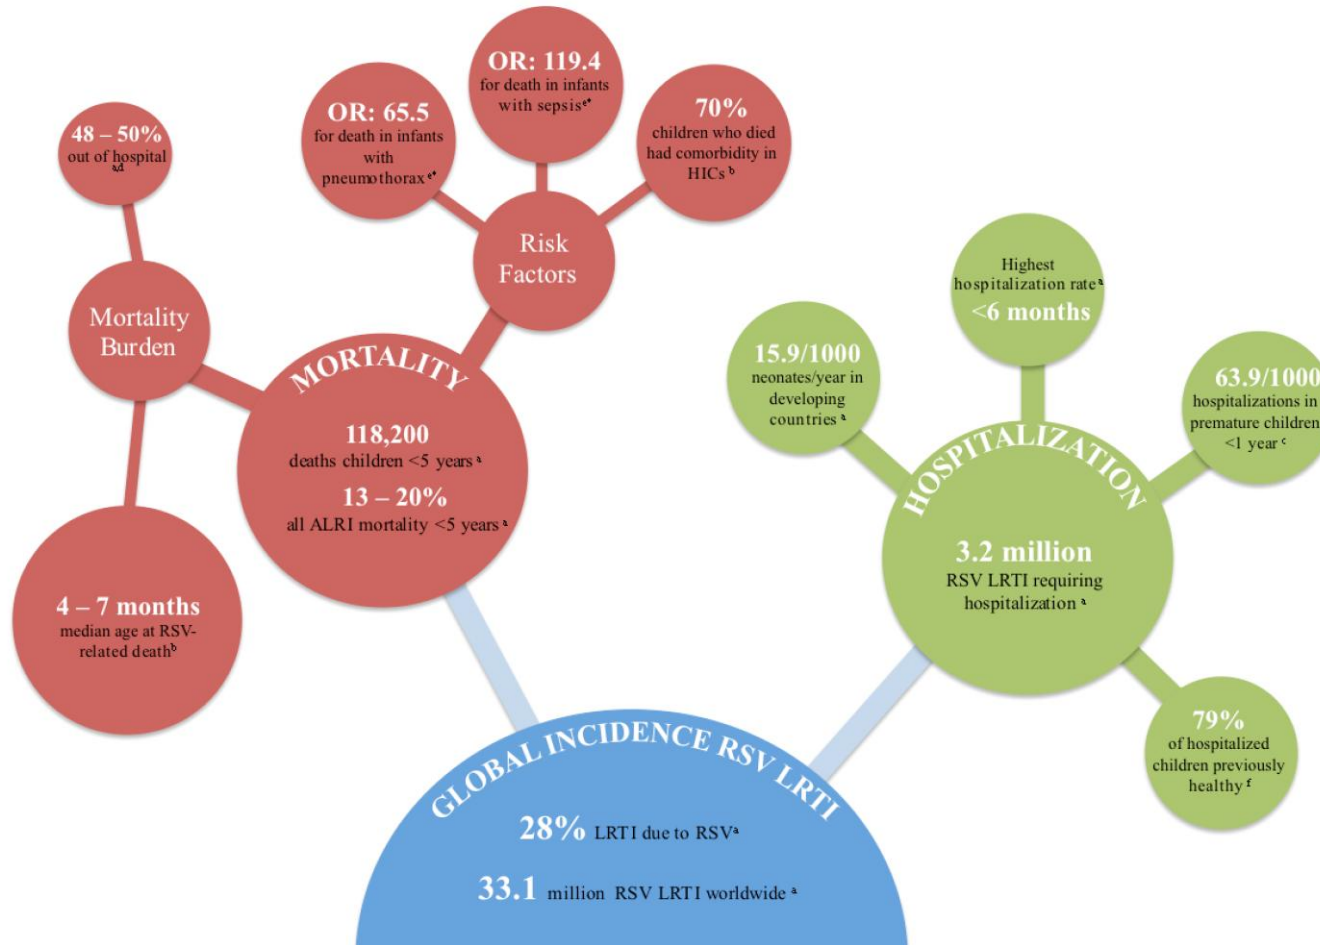 48 – 50%
out of hospital
a,d
OR: 65.5
for death in infants
with
pneumothorax e*
OR: 119.4
for death in infants
with sepsis e*
70%
children who died
had comorbidity in
HICs b
Risk
Factors
Mortality
Burden
MORTALITY
118,200
deaths children <5 years a
13 – 20%
all ALRI mortality <5 years a
4 – 7 months
median age at RSV-
related death b
Highest
hospitalization rate a
<6 months
15.9/1000
neonates/year in
developing
countries a
63.9/1000
hospitalizations in
premature children
<1 year c
HOSPITALIZATION
3.2 million
RSV LRTI requiring
hospitalization a
79%
of hospitalized
children previously
healthy f
GLOBAL INCIDENCE RSV LRTI
28% LRTI due to RSV a
33.1 million RSV LRTI worldwide a